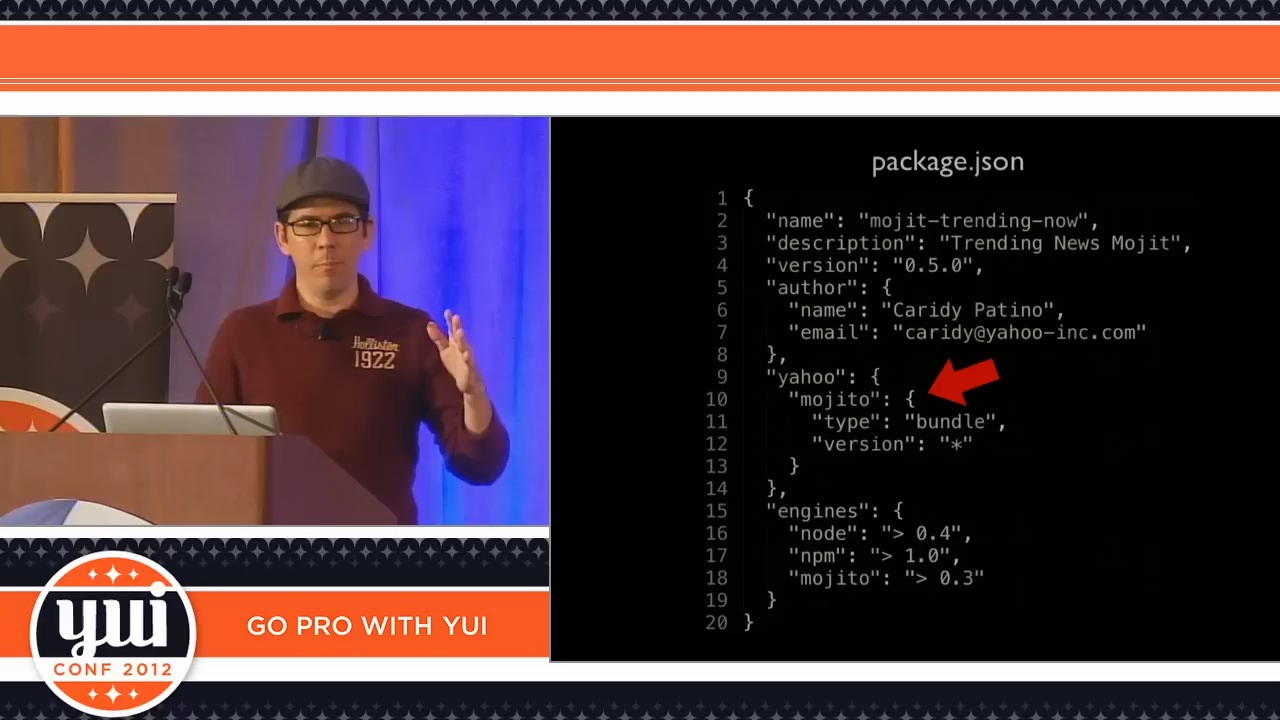 package.json
1 {
2 "name": "mojit-trending-now",
3 "description": "Trending News Mojit",
4 "version": "0.5.0",
5 "author": {
6 "name": "Caridy Patino",
7 "email": "caridy@yahoo-inc.com"
8 },
9 "yahoo": {
10 "mojito": {
11 "type": "bundle",
12 "version": "*"
13 }
14 },
15 "engines": {
16 "node": "> 0.4",
17 "npm": "> 1.0",
18 "mojito": "> 0.3"
19 }
20 }
Hollister
1922
yui
CONF 2012
GO PRO WITH YUI